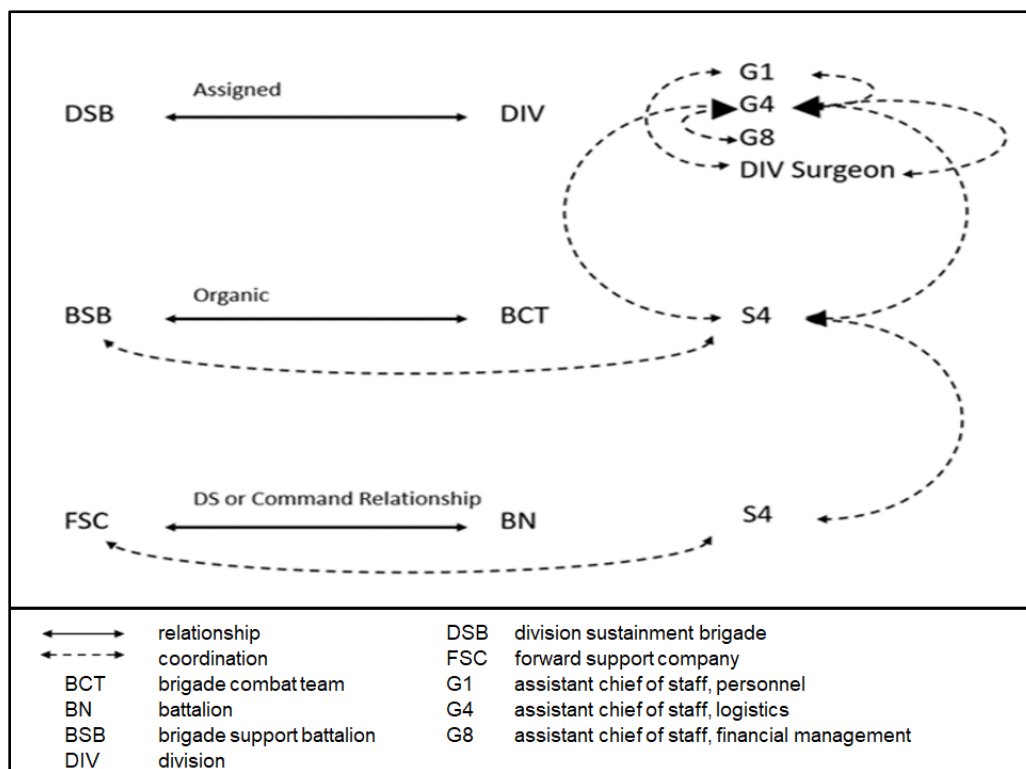 G1
Assigned
DSB DIV G4
G8
DIV Surgeon
Organic
BSB BCT S4
DS or Command Relationship
FSC BN S4
relationship DSB division sustainment brigade
coordination FSC forward support company
BCT brigade combat team G1 assistant chief of staff, personnel
BN battalion G4 assistant chief of staff, logistics
BSB brigade support battalion G8 assistant chief of staff, financial management
DIV division